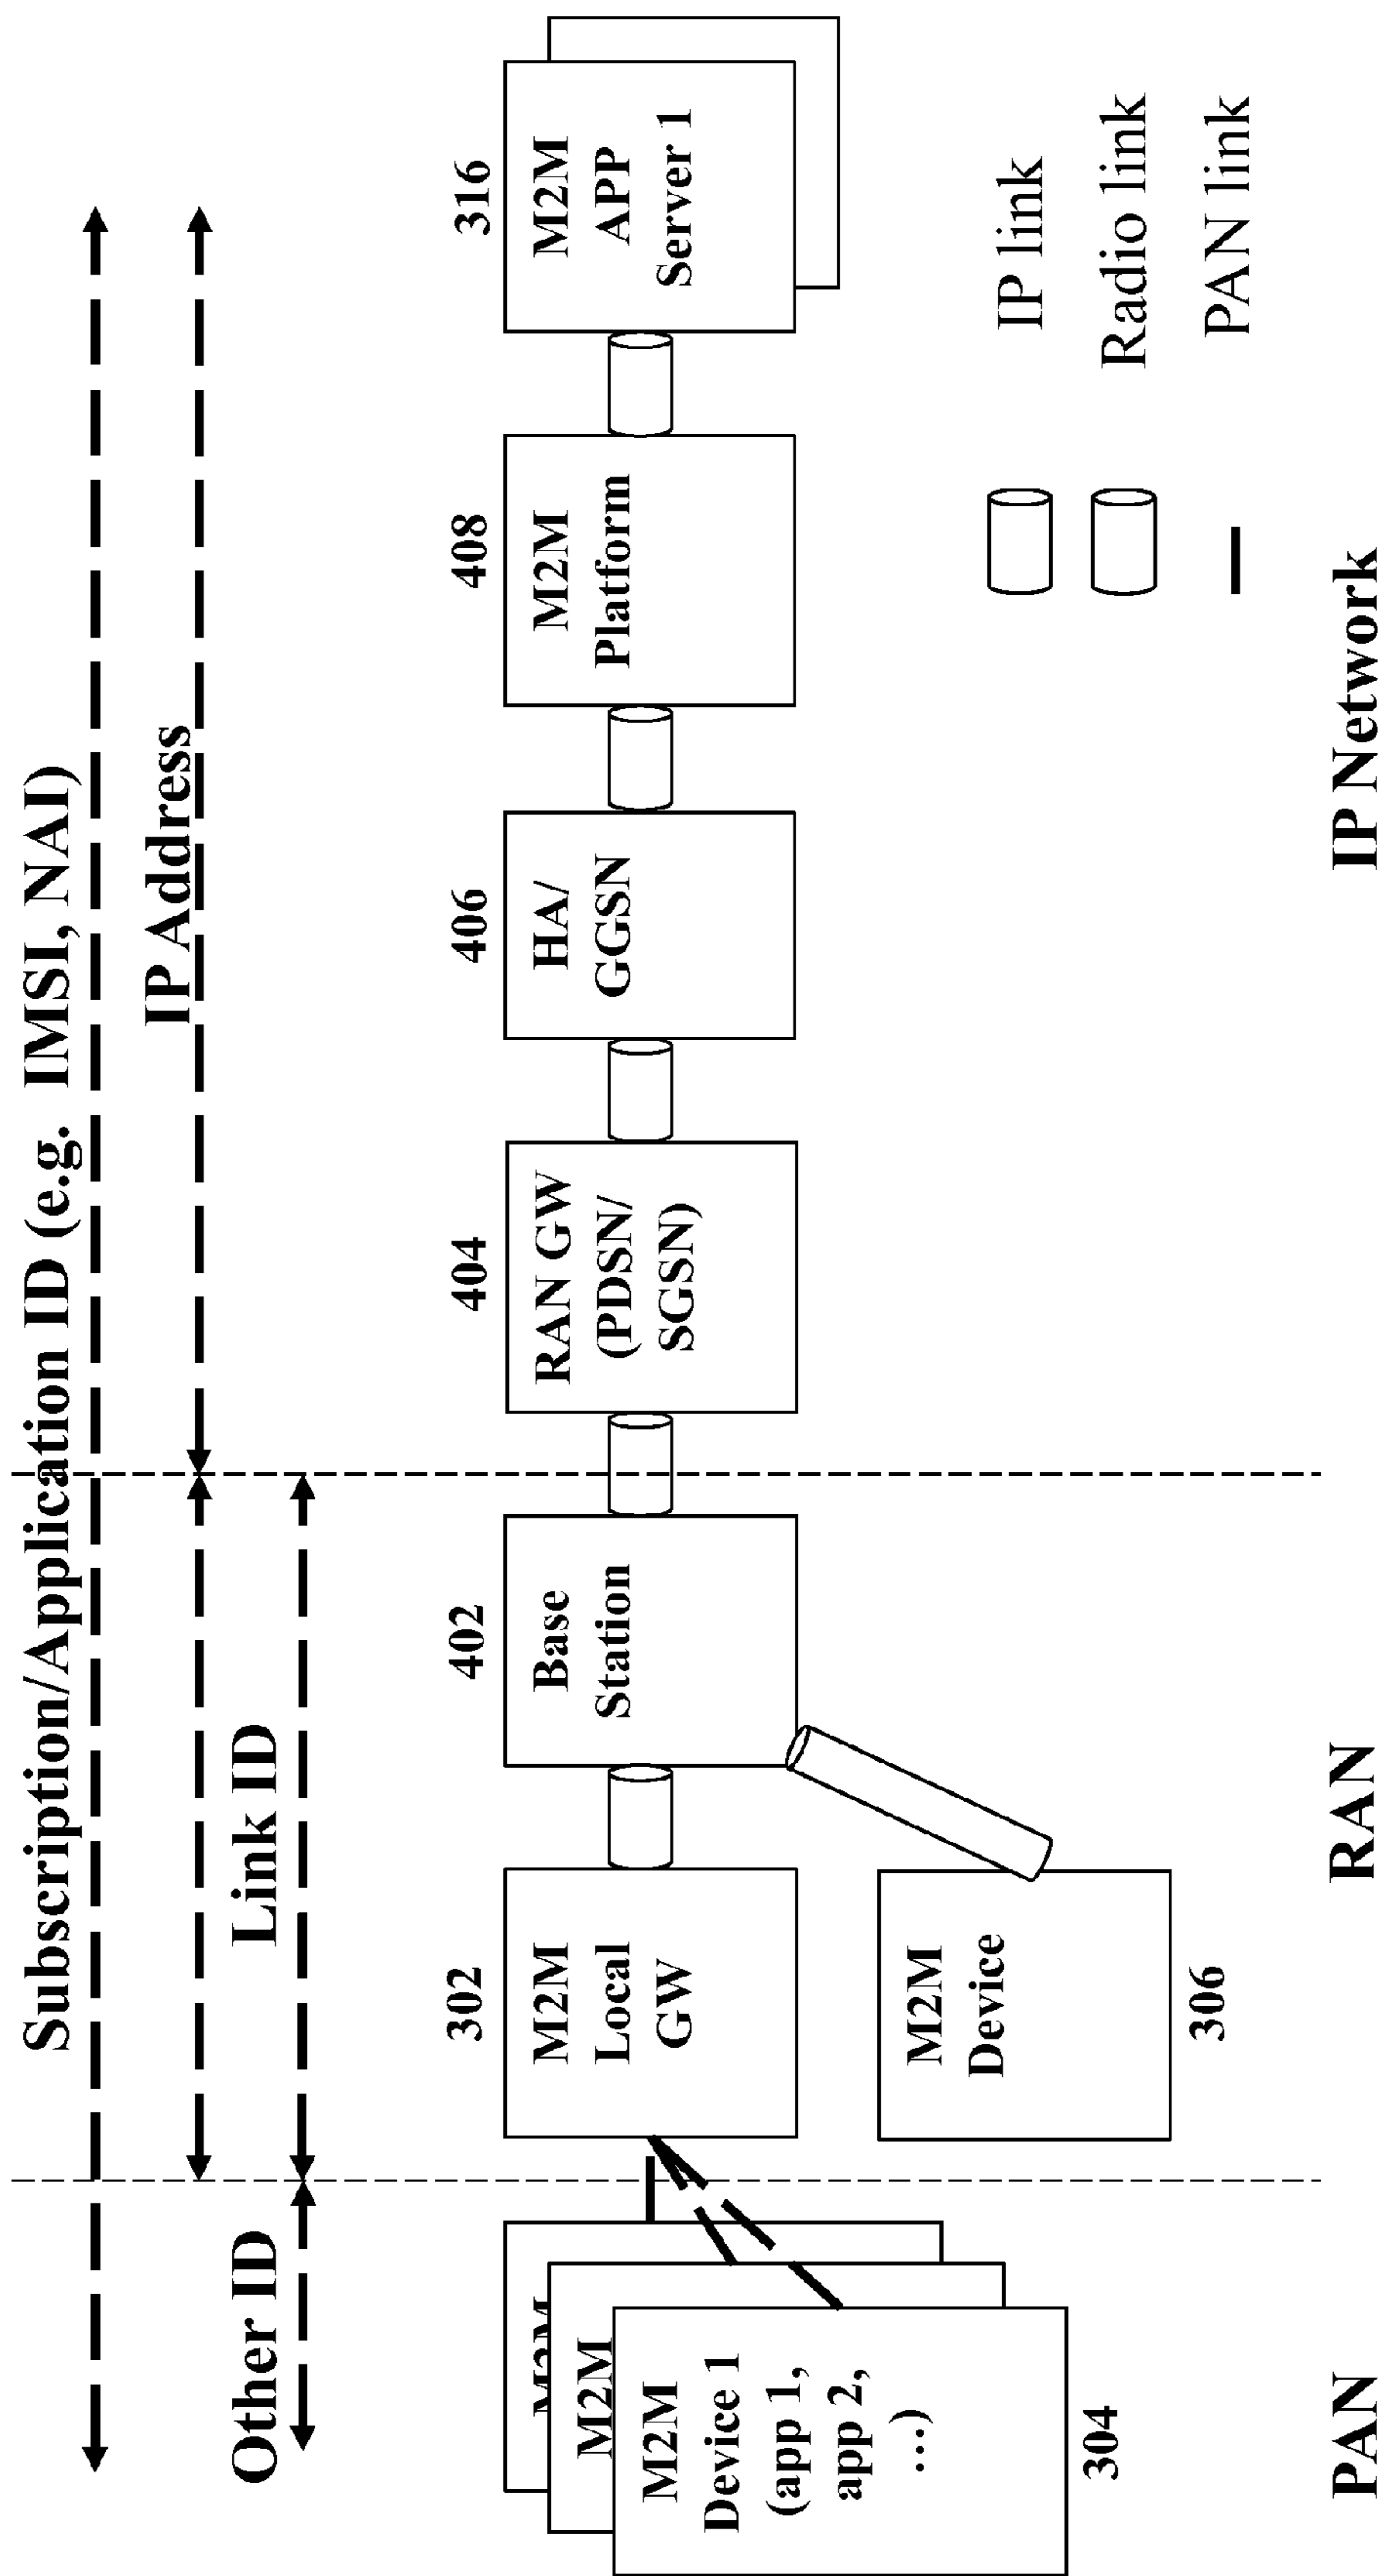 Subscription/Application ID (e.g. IMSI, NAI)
IP Address
Link ID
Other ID
M2M
M2M
304
M2M
Device 1
(app 1,
app 2,
…)
302
M2M
Local
GW
306
M2M
Device
402
Base
Station
404
RAN GW
(PDSN/
SGSN)
406
HA/
GGSN
408
M2M
Platform
316
M2M
APP
Server 1
IP link
Radio link
PAN link
PAN
RAN
IP Network